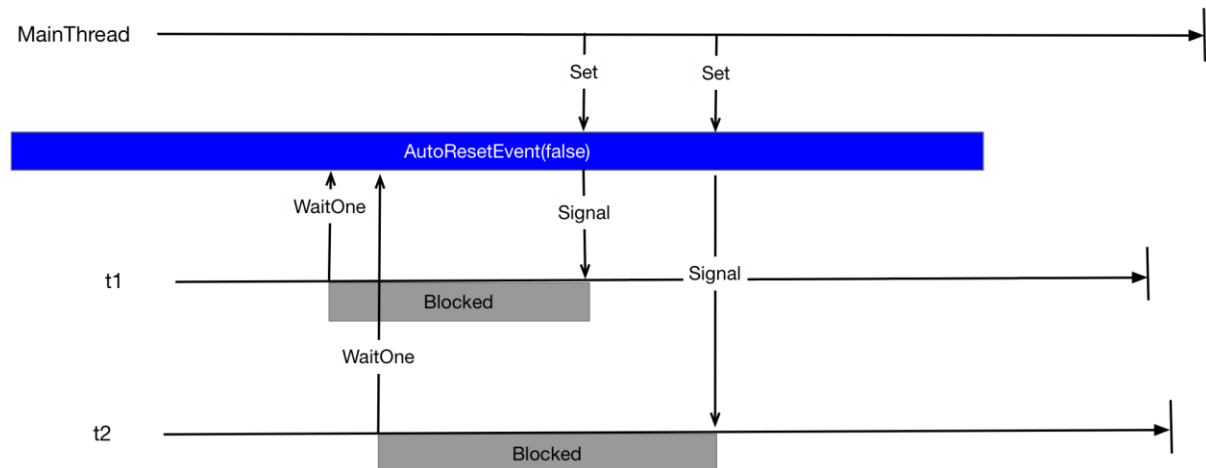 MainThread
Set
Set
AutoResetEvent(false)
WaitOne
Signal
t1
Signal
Blocked
WaitOne
t2
Blocked